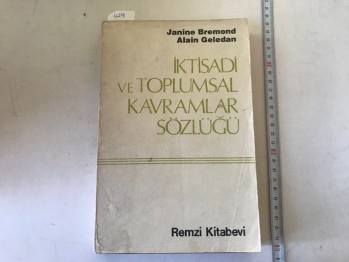 Janine Bremond
Alain Geledan
İKTİSADİ
VE TOPLUMSAL
KAVRAMLAR
SÖZLÜĞÜ
Remzi Kitabevi